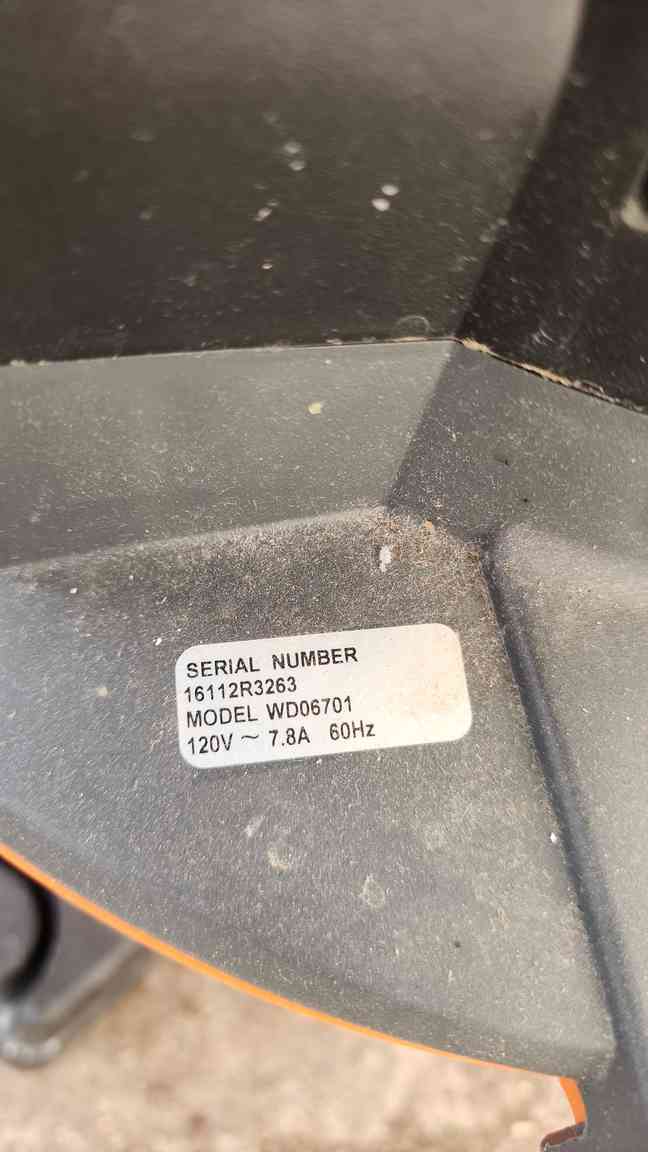 SERIAL NUMBER
16112R3263
MODEL WD06701
120V ~ 7.8A 60Hz